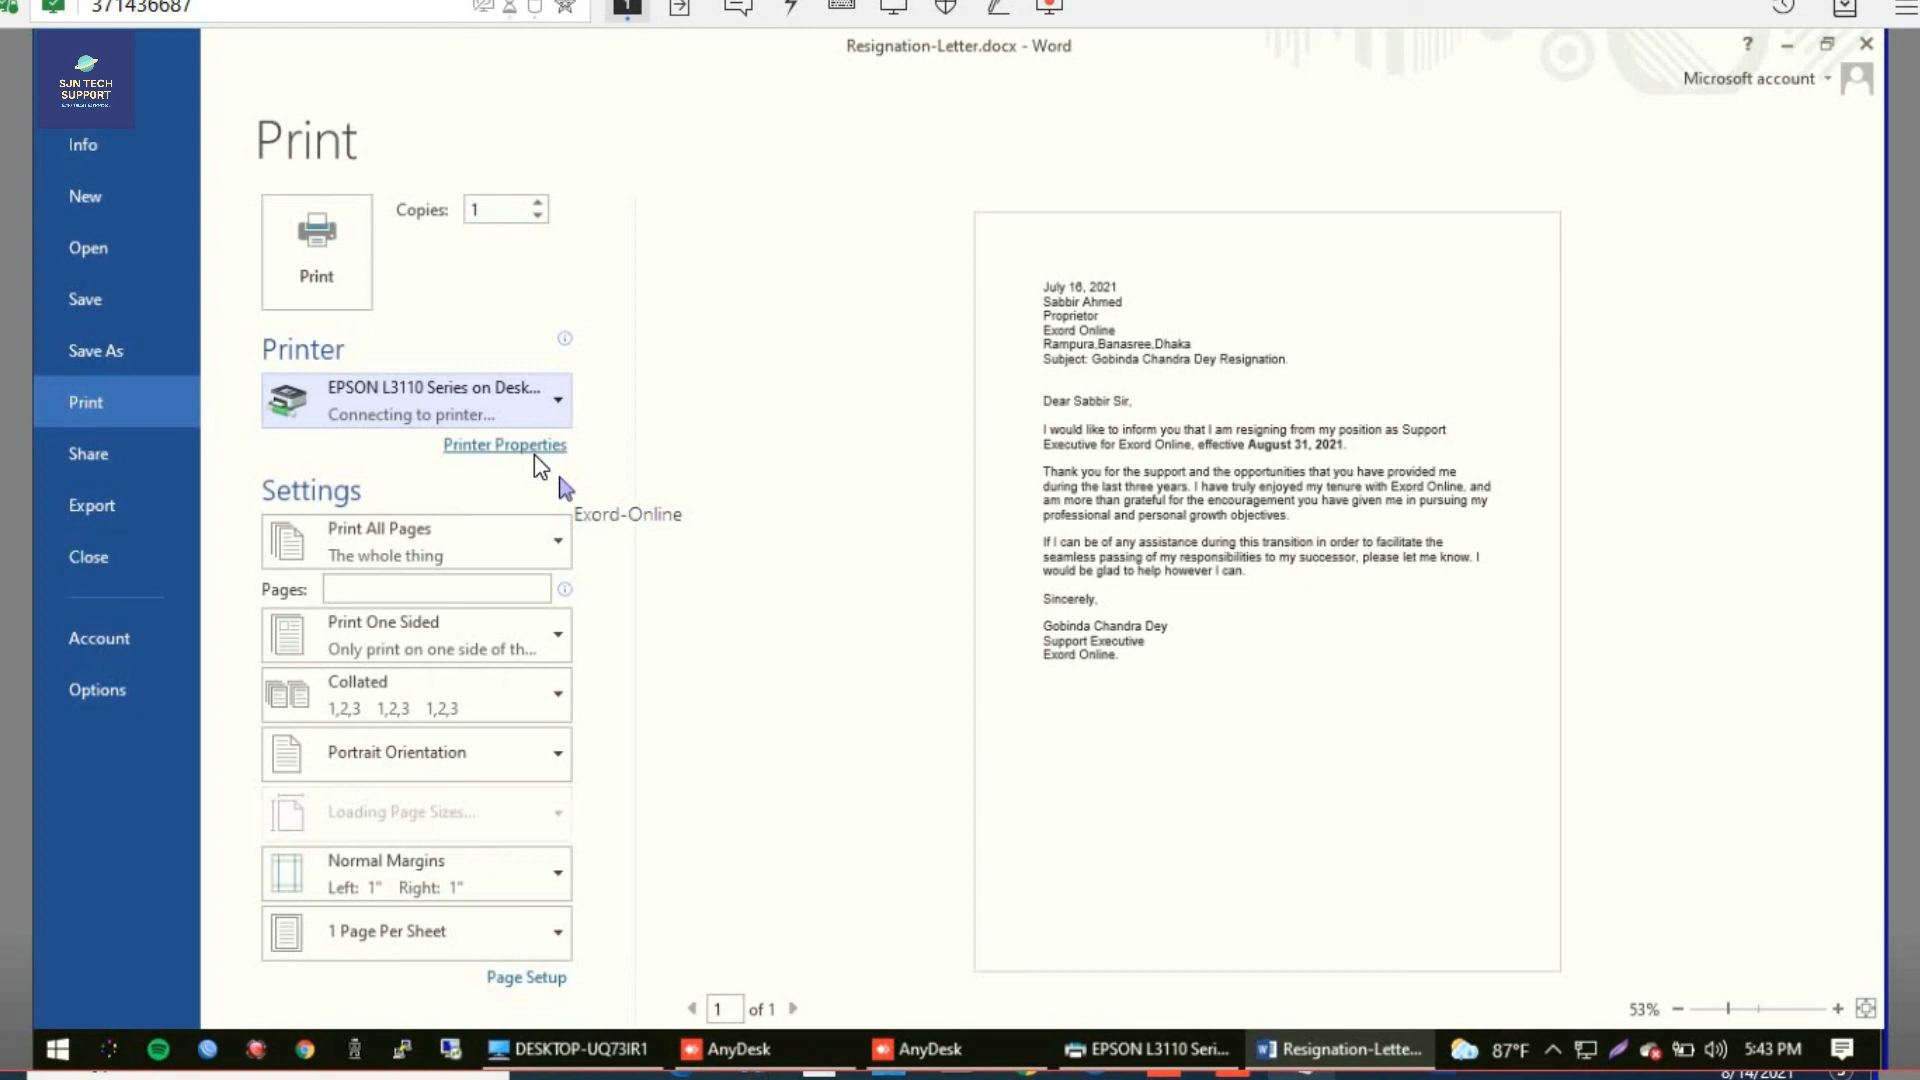 371436687
1
Resignation-Letter.docx - Word
?
Microsoft account
SJN TECH
SUPPORT
Info
New
Open
Save
Save As
Print
Share
Export
Close
Account
Options
Print
Print
Copies: 1
Printer
EPSON L3110 Series on Desk...
Connecting to printer...
Printer Properties
Exord-Online
Settings
Print All Pages
The whole thing
Pages:
Print One Sided
Only print on one side of th...
Collated
1,2,3 1,2,3 1,2,3
Portrait Orientation
Loading Page Sizes...
Normal Margins
Left: 1" Right: 1"
1 Page Per Sheet
Page Setup
July 16, 2021
Sabbir Ahmed
Proprietor
Exord Online
Rampura,Banasree,Dhaka
Subject: Gobinda Chandra Dey Resignation.
Dear Sabbir Sir,
I would like to inform you that I am resigning from my position as Support
Executive for Exord Online, effective August 31, 2021.
Thank you for the support and the opportunities that you have provided me
during the last three years. I have truly enjoyed my tenure with Exord Online, and
am more than grateful for the encouragement you have given me in pursuing my
professional and personal growth objectives.
If I can be of any assistance during this transition in order to facilitate the
seamless passing of my responsibilities to my successor, please let me know. I
would be glad to help however I can.
Sincerely,
Gobinda Chandra Dey
Support Executive
Exord Online.
1 of 1
53%
DESKTOP-UQ73IR1
AnyDesk
AnyDesk
EPSON L3110 Seri...
Resignation-Lette...
87°F
5:43 PM
8/14/2021